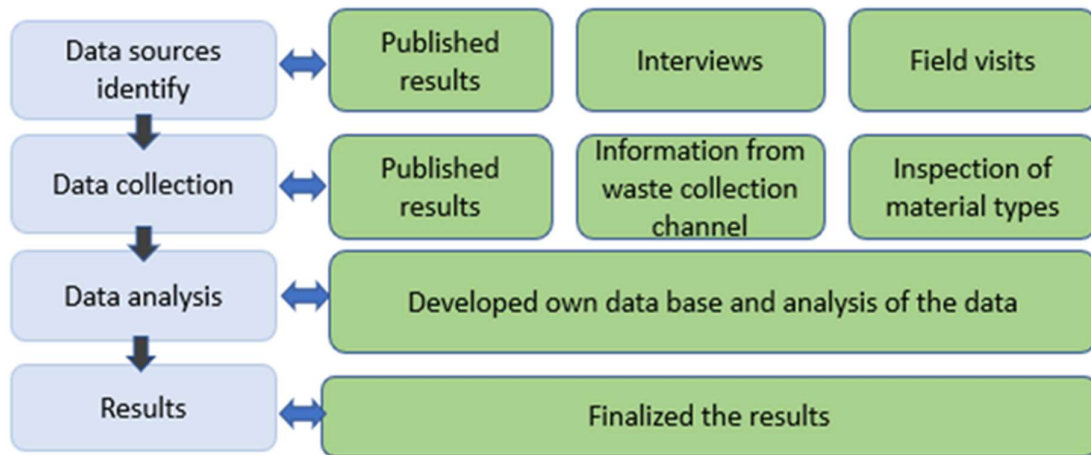 Data sources
identify
Published
results
Interviews
Field visits
Data collection
Published
results
Information from
waste collection
channel
Inspection of
material types
Data analysis
Developed own data base and analysis of the data
Results
Finalized the results